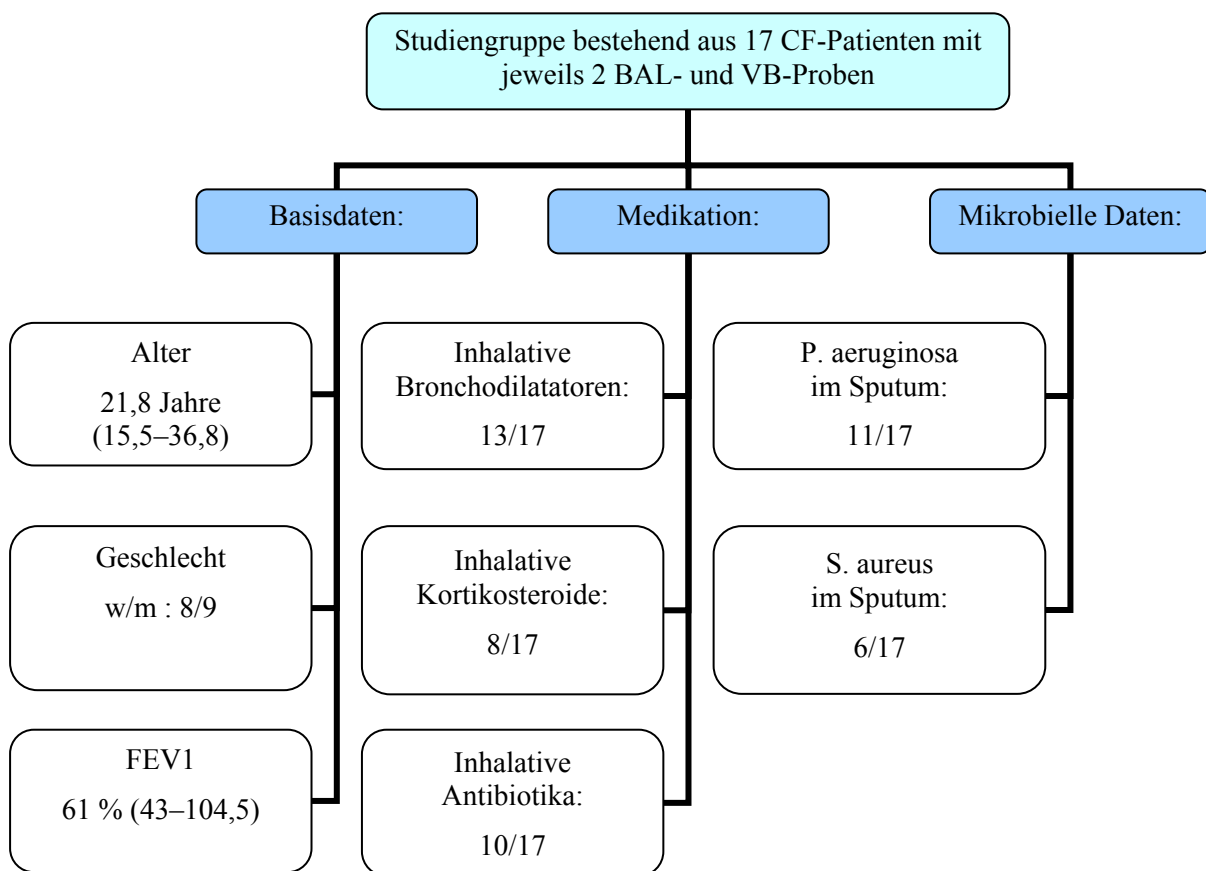 Studiengruppe bestehend aus 17 CF-Patienten mit
jeweils 2 BAL- und VB-Proben
Basisdaten:
Medikation:
Mikrobielle Daten:
Alter
21,8 Jahre
(15,5–36,8)
Inhalative
Bronchodilatatoren:
13/17
P. aeruginosa
im Sputum:
11/17
Geschlecht
w/m : 8/9
Inhalative
Kortikosteroide:
8/17
S. aureus
im Sputum:
6/17
FEV1
61 % (43–104,5)
Inhalative
Antibiotika:
10/17